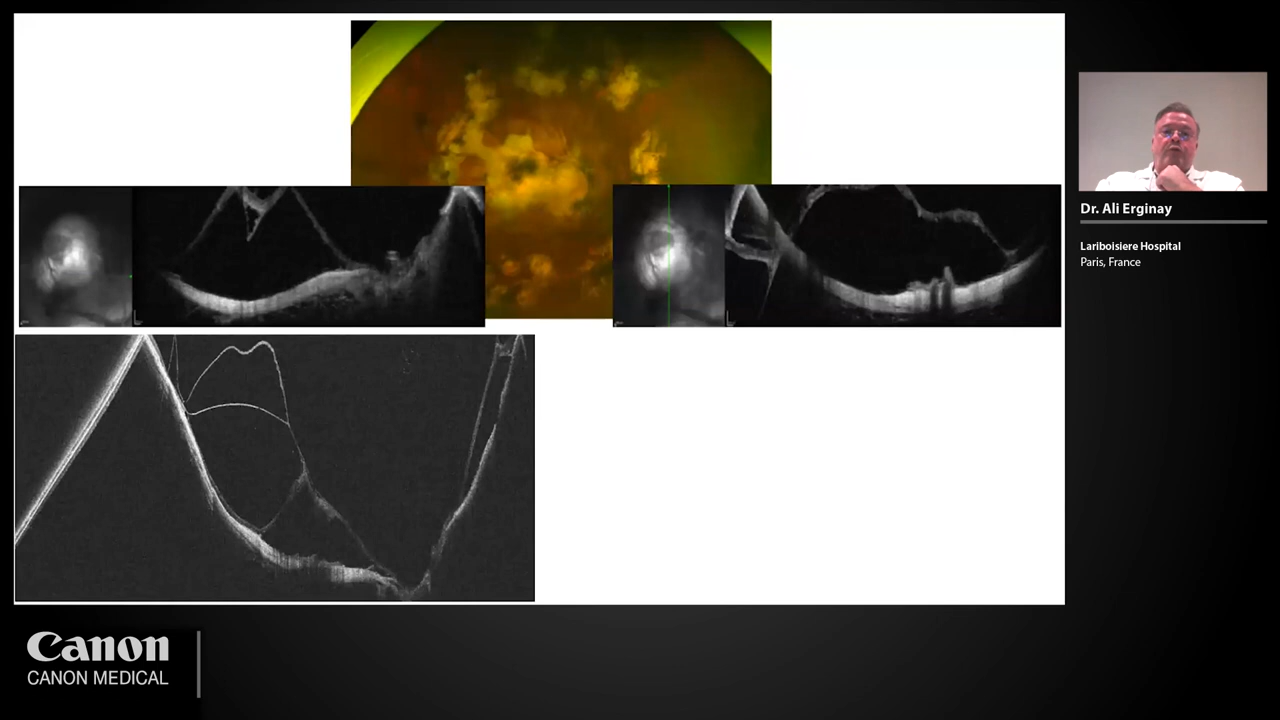 Dr. Ali Erginay
Lariboisiere Hospital
Paris, France
Canon
CANON MEDICAL